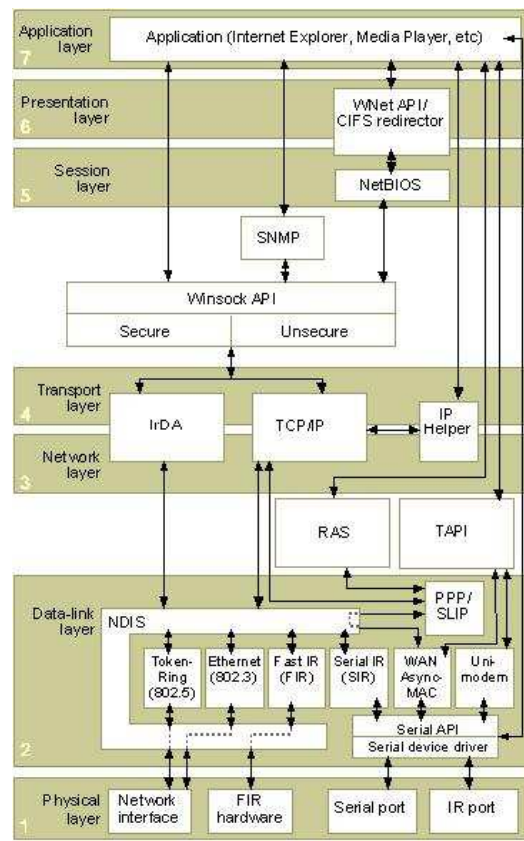 Application
layer
7
Application (Internet Explorer, Media Player, etc)
Presentation
layer
6
WNet API/
CIFS redirector
Session
layer
5
NetBIOS
SNMP
Winsock API
Secure
Unsecure
Transport
layer
4
IrDA
TCP/IP
IP
Helper
Network
layer
3
RAS
TAPI
Data-link
layer
2
NDIS
PPP/
SLIP
Token-
Ring
(802.5)
Ethernet
(802.3)
Fast IR
(FIR)
Serial IR
(SIR)
WAN
Async-
MAC
Uni-
modem
Serial API
Serial device driver
Physical
layer
1
Network
interface
FIR
hardware
Serial port
IR port